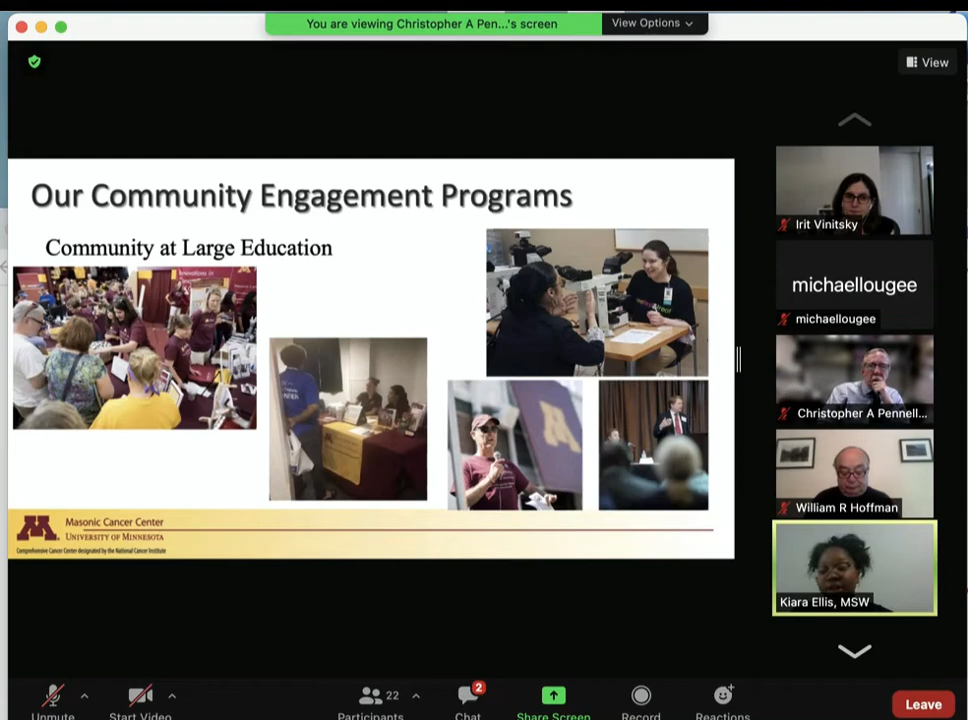 You are viewing Christopher A Pen...'s screen
View Options
View
Our Community Engagement Programs
Community at Large Education
M
Masonic Cancer Center
UNIVERSITY OF MINNESOTA
Comprehensive Cancer Center designated by the National Cancer Institute
Irit Vinitsky
michaellougee
michaellougee
Christopher A Pennell...
William R Hoffman
Kiara Ellis, MSW
Unmute
Start Video
22
Participants
2
Chat
Share Screen
Record
Reactions
Leave